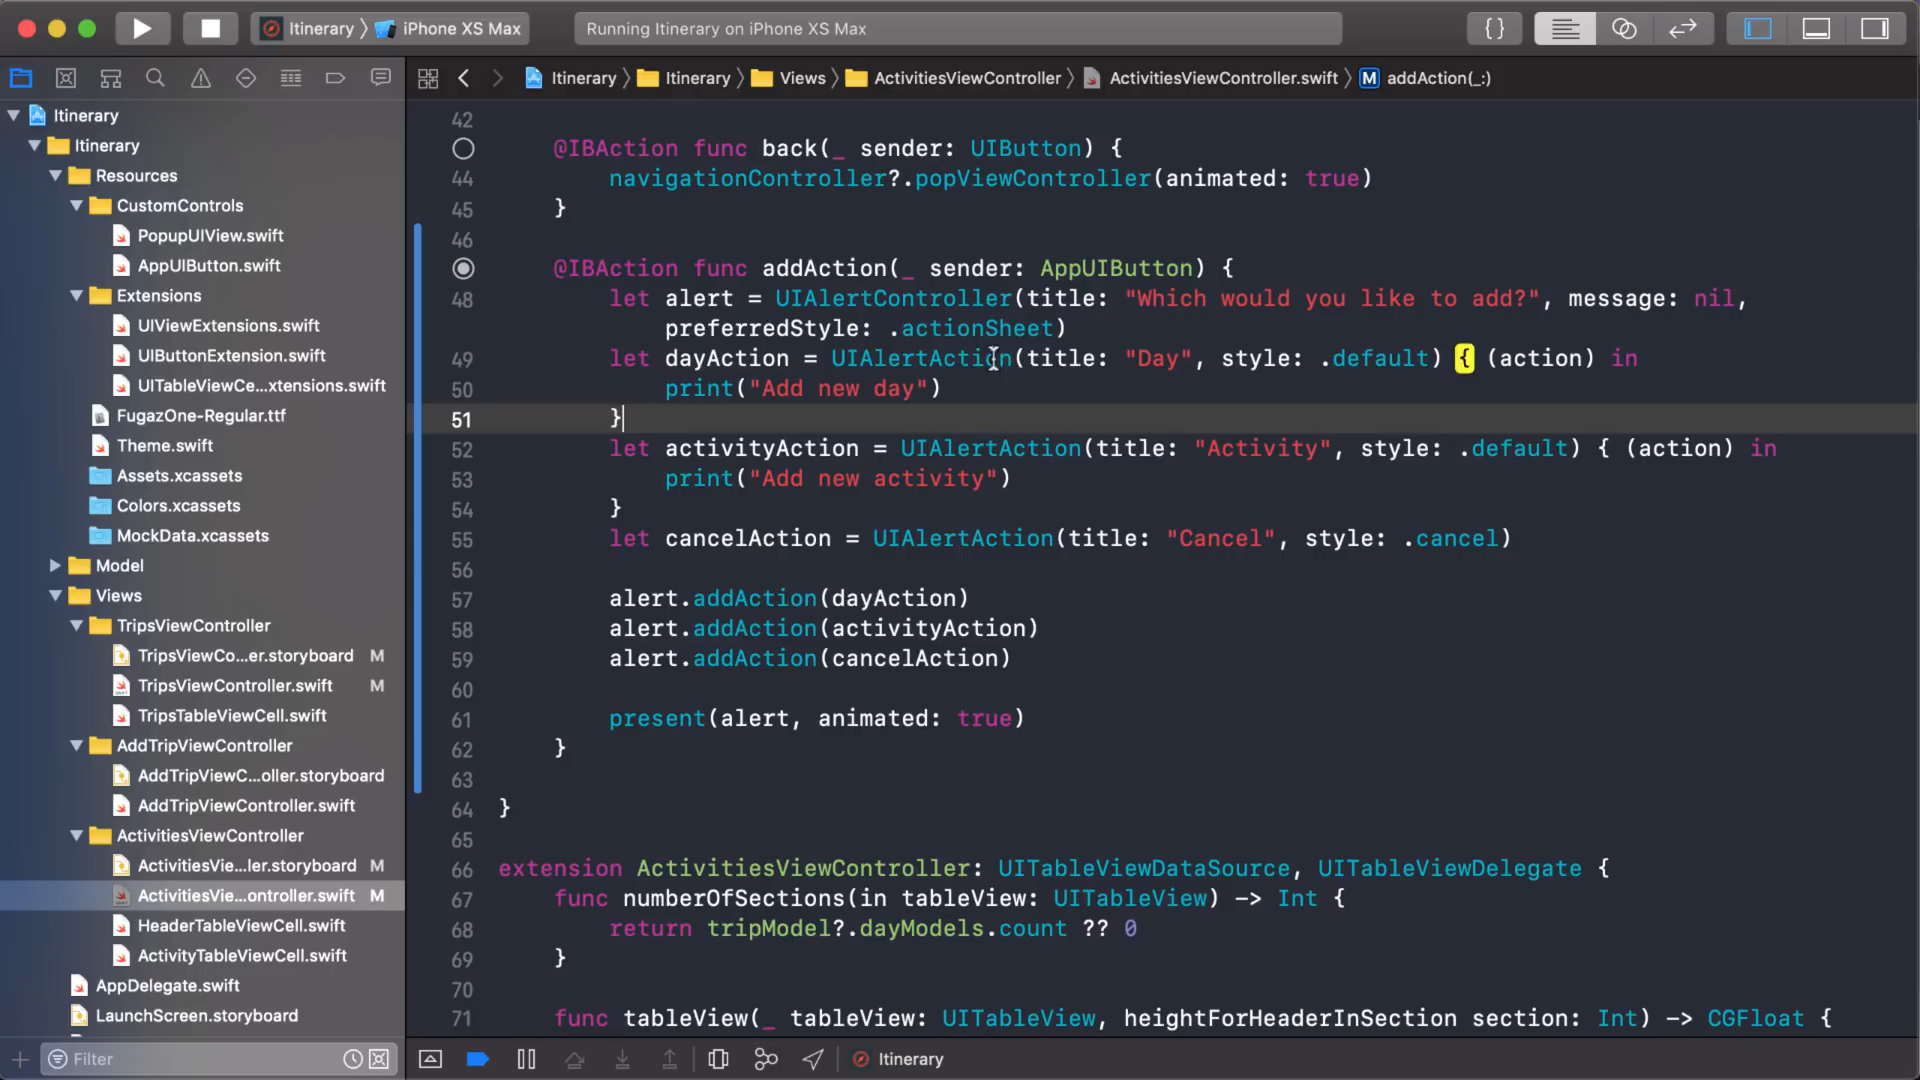 Itinerary 〉 iPhone XS Max
Running Itinerary on iPhone XS Max
{ }
Itinerary 〉 Itinerary 〉 Views 〉 ActivitiesViewController 〉 ActivitiesViewController.swift 〉 M addAction(_:)
Itinerary
Itinerary
Resources
CustomControls
PopupUIView.swift
AppUIButton.swift
Extensions
UIViewExtensions.swift
UIButtonExtension.swift
UITableViewCe...xtensions.swift
FugazOne-Regular.ttf
Theme.swift
Assets.xcassets
Colors.xcassets
MockData.xcassets
Model
Views
TripsViewController
TripsViewCo...er.storyboard M
TripsViewController.swift M
TripsTableViewCell.swift
AddTripViewController
AddTripViewC...oller.storyboard
AddTripViewController.swift
ActivitiesViewController
ActivitiesVie...ler.storyboard M
ActivitiesVie...ontroller.swift M
HeaderTableViewCell.swift
ActivityTableViewCell.swift
AppDelegate.swift
LaunchScreen.storyboard
Filter
42
@IBAction func back(_ sender: UIButton) {
44 navigationController?.popViewController(animated: true)
45 }
46
@IBAction func addAction(_ sender: AppUIButton) {
48 let alert = UIAlertController(title: "Which would you like to add?", message: nil,
preferredStyle: .actionSheet)
49 let dayAction = UIAlertAction(title: "Day", style: .default) { (action) in
50 print("Add new day")
51 }
52 let activityAction = UIAlertAction(title: "Activity", style: .default) { (action) in
53 print("Add new activity")
54 }
55 let cancelAction = UIAlertAction(title: "Cancel", style: .cancel)
56
57 alert.addAction(dayAction)
58 alert.addAction(activityAction)
59 alert.addAction(cancelAction)
60
61 present(alert, animated: true)
62 }
63
64 }
65
66 extension ActivitiesViewController: UITableViewDataSource, UITableViewDelegate {
67 func numberOfSections(in tableView: UITableView) -> Int {
68 return tripModel?.dayModels.count ?? 0
69 }
70
71 func tableView(_ tableView: UITableView, heightForHeaderInSection section: Int) -> CGFloat {
Itinerary